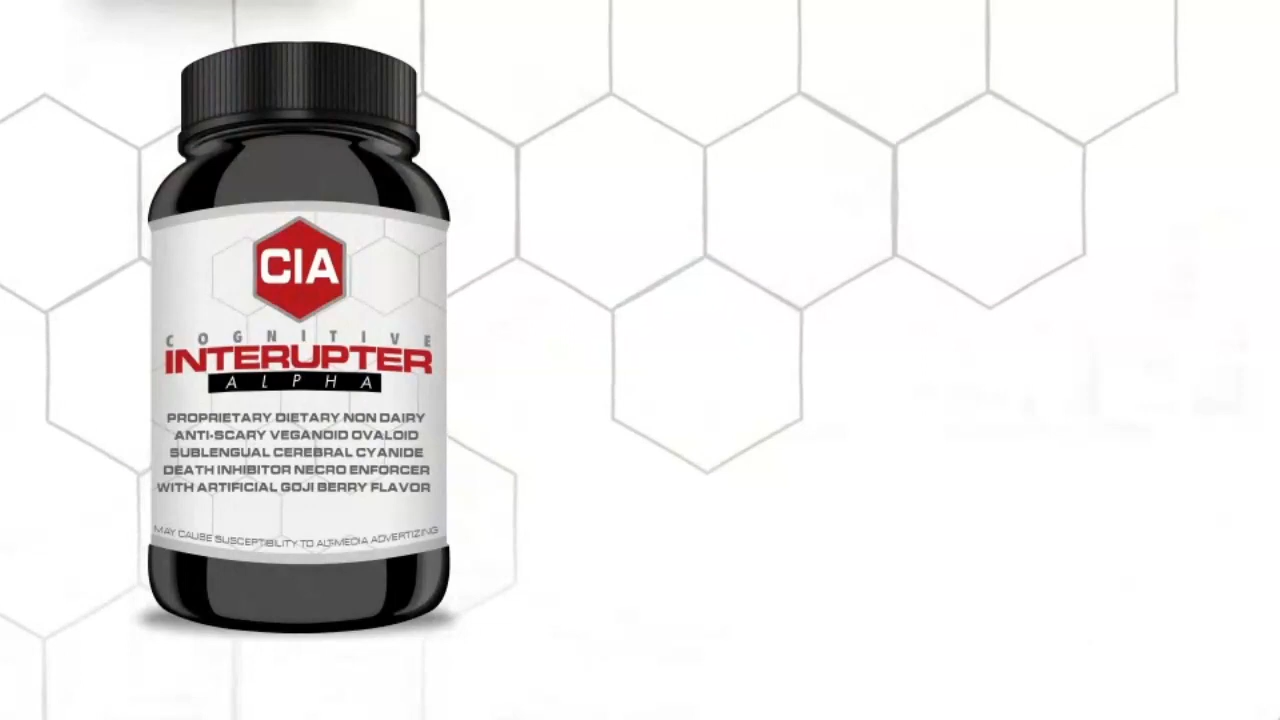 CIA
COGNITIVE
INTERUPTER
ALPHA
PROPRIETARY DIETARY NON DAIRY
ANTI-SCARY VEGANOID OVALOID
SUBLENGUAL CEREBRAL CYANIDE
DEATH INHIBITOR NECRO ENFORCER
WITH ARTIFICIAL GOJI BERRY FLAVOR
MAY CAUSE SUSCEPTIBILITY TO ALT-MEDIA ADVERTIZING